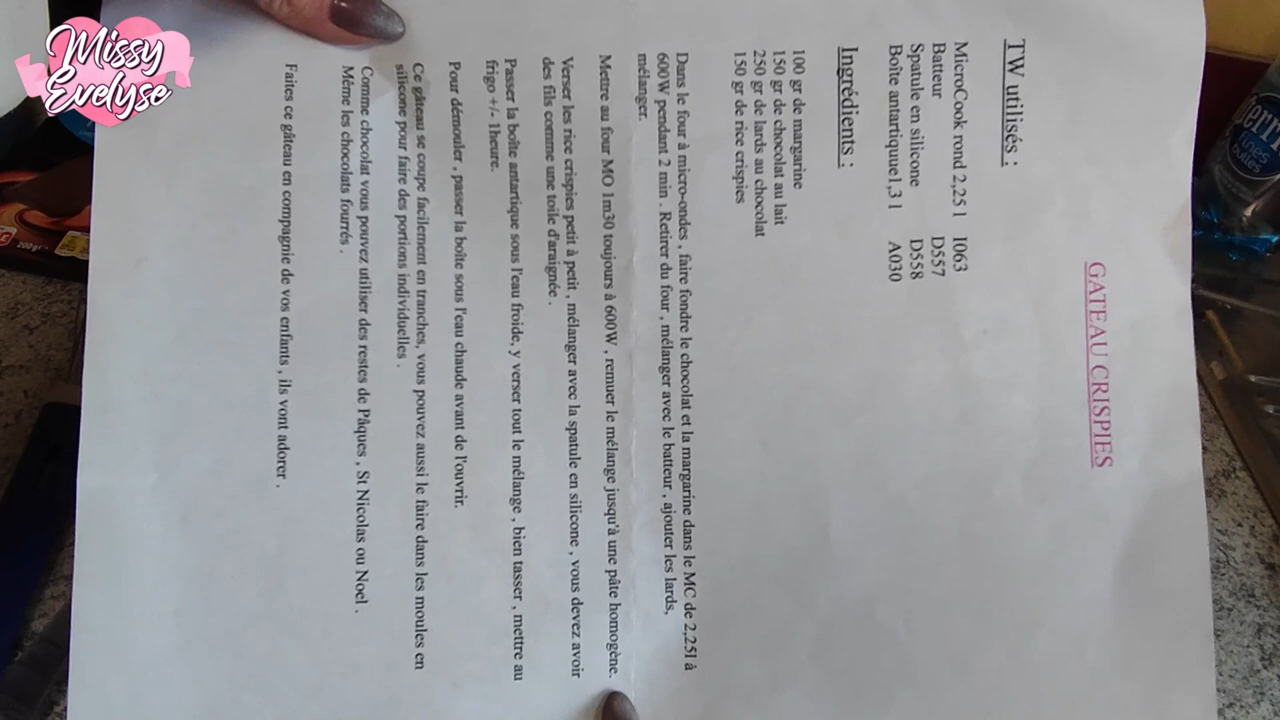 Missy
Evelyse
GATEAU CRISPIES
TW utilisés :
MicroCook rond 2,25 l I063
Batteur D557
Spatule en silicone D558
Boîte antartiquue1,3 l A030
Ingrédients :
100 gr de margarine
150 gr de chocolat au lait
250 gr de lards au chocolat
150 gr de rice crispies
Dans le four à micro-ondes , faire fondre le chocolat et la margarine dans le MC de 2,25l à
600W pendant 2 min . Retirer du four , mélanger avec le batteur , ajouter les lards,
mélanger.
Mettre au four MO 1m30 toujours à 600W , remuer le mélange jusqu'à une pâte homogène.
Verser les rice crispies petit à petit , mélanger avec la spatule en silicone , vous devez avoir
des fils comme une toile d'araignée .
Passer la boîte antartique sous l'eau froide, y verser tout le mélange , bien tasser , mettre au
frigo +/- 1heure.
Pour démouler , passer la boîte sous l'eau chaude avant de l'ouvrir.
Ce gâteau se coupe facilement en tranches, vous pouvez aussi le faire dans les moules en
silicone pour faire des portions individuelles .
Comme chocolat vous pouvez utiliser des restes de Pâques , St Nicolas ou Noel .
Même les chocolats fourrés .
Faites ce gâteau en compagnie de vos enfants , ils vont adorer .
200g
fines
bulles